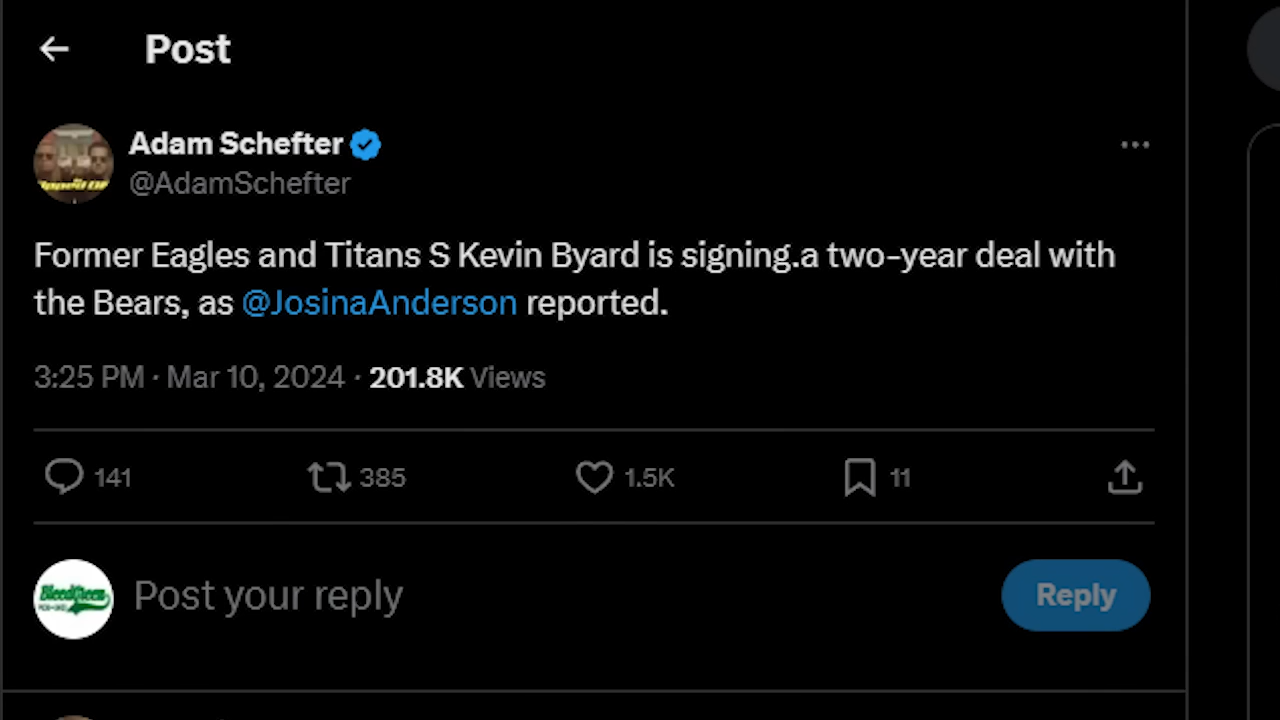 Post
Adam Schefter
@AdamSchefter
Former Eagles and Titans S Kevin Byard is signing.a two-year deal with
the Bears, as @JosinaAnderson reported.
3:25 PM · Mar 10, 2024 · 201.8K Views
141 385 1.5K 11
BleedGreen
Post your reply
Reply